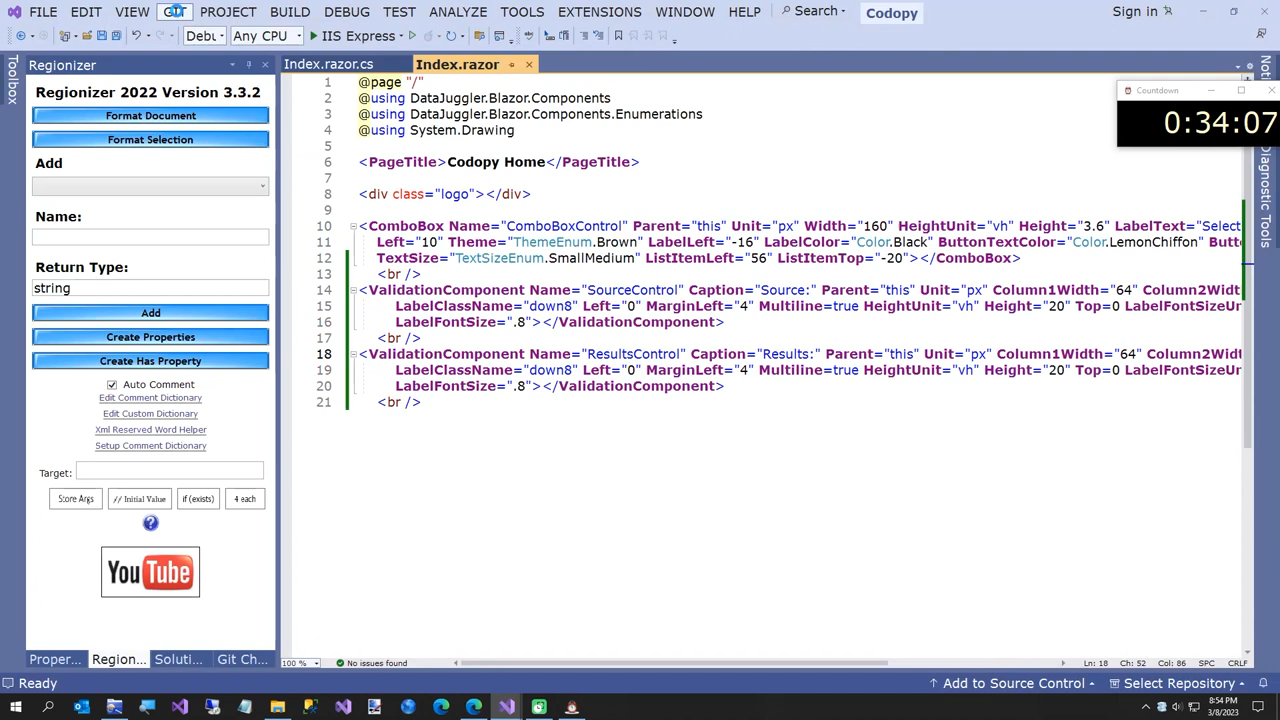 FILE EDIT VIEW GIT PROJECT BUILD DEBUG TEST ANALYZE TOOLS EXTENSIONS WINDOW HELP Search Codopy Sign in
Debu Any CPU IIS Express
Toolbox
Regionizer
Index.razor.cs
Index.razor
Regionizer 2022 Version 3.3.2
Format Document
Format Selection
Add
Name:
Return Type:
string
Add
Create Properties
Create Has Property
Auto Comment
Edit Comment Dictionary
Edit Custom Dictionary
Xml Reserved Word Helper
Setup Comment Dictionary
Target:
Store Args // Initial Value if (exists) 4 each
?
YouTube
Proper... Region... Soluti... Git Ch...
1 @page "/"
2 @using DataJuggler.Blazor.Components
3 @using DataJuggler.Blazor.Components.Enumerations
4 @using System.Drawing
5
6 <PageTitle>Codopy Home</PageTitle>
7
8 <div class="logo"></div>
9
10 <ComboBox Name="ComboBoxControl" Parent="this" Unit="px" Width="160" HeightUnit="vh" Height="3.6" LabelText="Select
11 Left="10" Theme="ThemeEnum.Brown" LabelLeft="-16" LabelColor="Color.Black" ButtonTextColor="Color.LemonChiffon" Butt
12 TextSize="TextSizeEnum.SmallMedium" ListItemLeft="56" ListItemTop="-20"></ComboBox>
13 <br />
14 <ValidationComponent Name="SourceControl" Caption="Source:" Parent="this" Unit="px" Column1Width="64" Column2Widt
15 LabelClassName="down8" Left="0" MarginLeft="4" Multiline=true HeightUnit="vh" Height="20" Top=0 LabelFontSizeUn
16 LabelFontSize=".8"></ValidationComponent>
17 <br />
18 <ValidationComponent Name="ResultsControl" Caption="Results:" Parent="this" Unit="px" Column1Width="64" Column2Widt
19 LabelClassName="down8" Left="0" MarginLeft="4" Multiline=true HeightUnit="vh" Height="20" Top=0 LabelFontSizeUn
20 LabelFontSize=".8"></ValidationComponent>
21 <br />
Countdown
0:34:07
Diagnostic Tools
100 % No issues found Ln: 18 Ch: 52 Col: 86 SPC CRLF
Ready Add to Source Control Select Repository
8:54 PM
3/8/2023